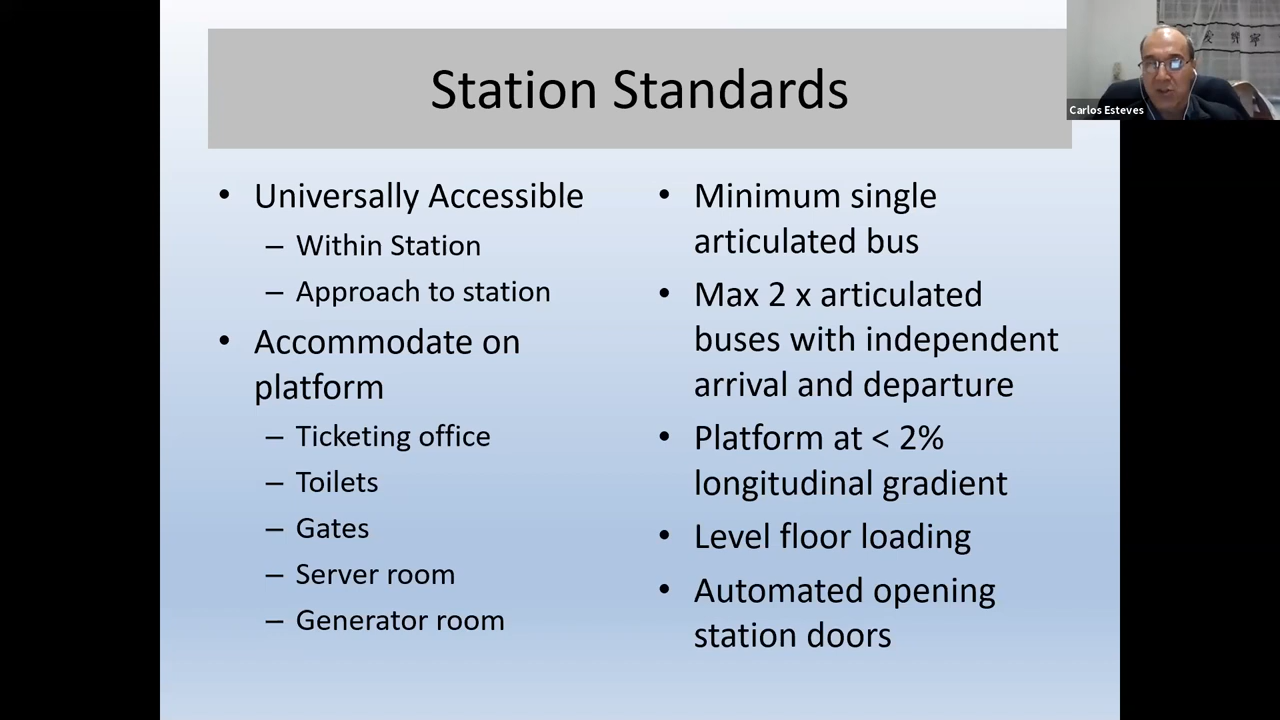 Station Standards
Carlos Esteves
• Universally Accessible
– Within Station
– Approach to station
• Accommodate on
platform
– Ticketing office
– Toilets
– Gates
– Server room
– Generator room
• Minimum single
articulated bus
• Max 2 x articulated
buses with independent
arrival and departure
• Platform at < 2%
longitudinal gradient
• Level floor loading
• Automated opening
station doors